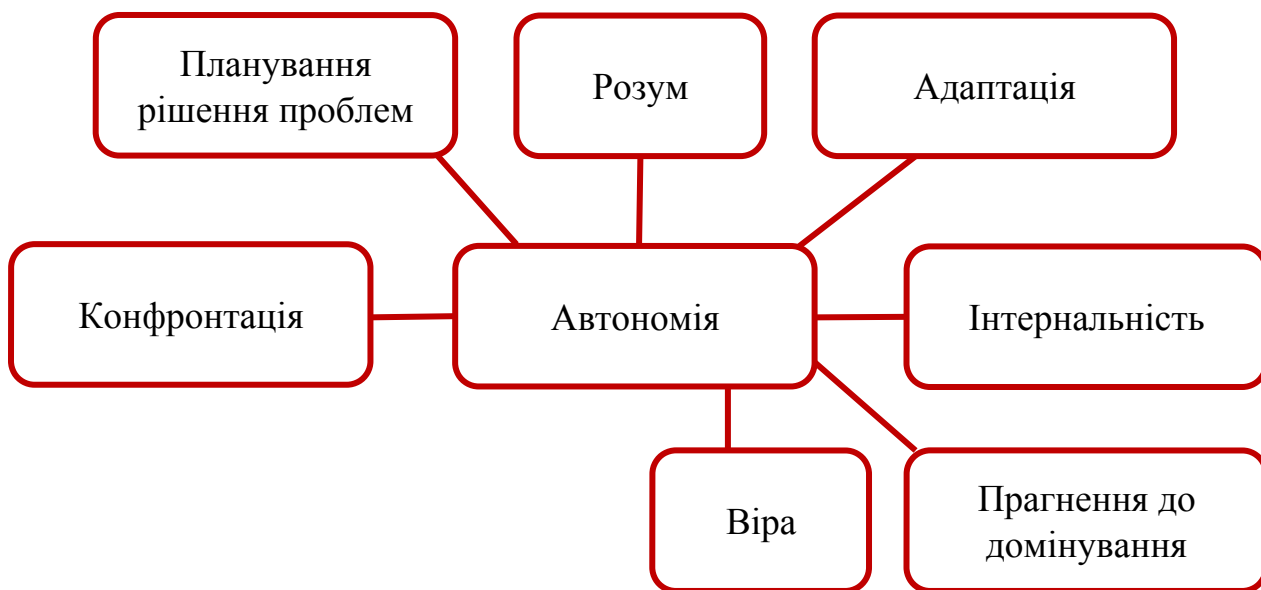 Планування
рішення проблем
Розум
Адаптація
Конфронтація
Автономія
Інтернальність
Віра
Прагнення до
домінування